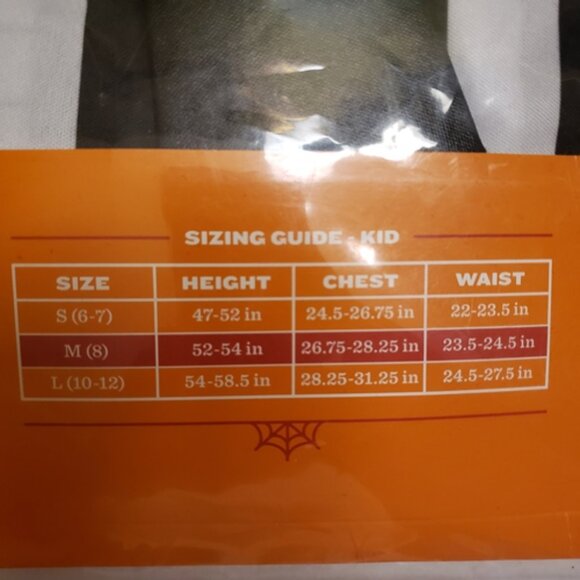 SIZING GUIDE - KID
SIZE HEIGHT CHEST WAIST
S (6-7) 47-52 in 24.5-26.75 in 22-23.5 in
M (8) 52-54 in 26.75-28.25 in 23.5-24.5 in
L (10-12) 54-58.5 in 28.25-31.25 in 24.5-27.5 in